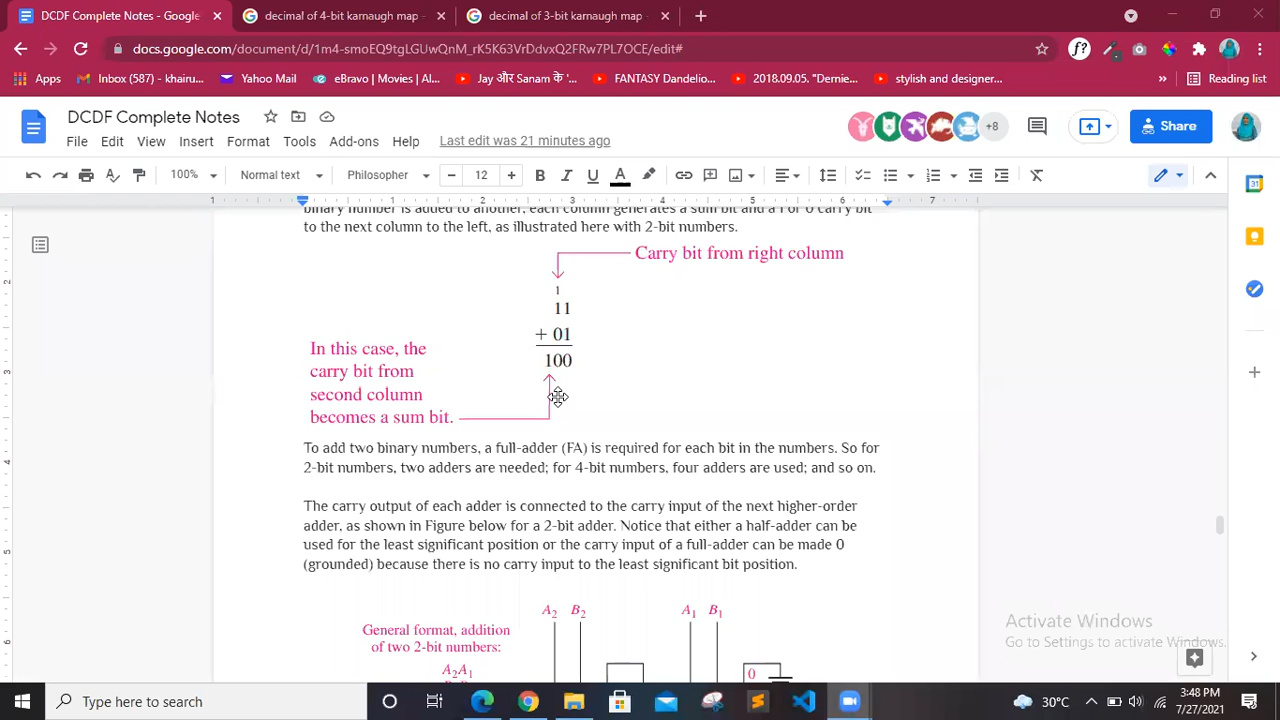 DCDF Complete Notes - Google
decimal of 4-bit karnaugh map -
decimal of 3-bit karnaugh map -
docs.google.com/document/d/1m4-smoEQ9tgLGUwQnM_rK5K63VrDdvxQ2FRw7PL7OCE/edit#
Apps
Inbox (587) - khairu...
Yahoo Mail
eBravo | Movies | Al...
Jay और Sanam के '...
FANTASY Dandelio...
2018.09.05. "Dernie...
stylish and designer...
»
Reading list
DCDF Complete Notes
File Edit View Insert Format Tools Add-ons Help Last edit was 21 minutes ago
+8
Share
100% Normal text Philosopher 12
1 1 2 3 4 5 6 7
binary number is added to another, each column generates a sum bit and a 1 or 0 carry bit
to the next column to the left, as illustrated here with 2-bit numbers.
Carry bit from right column
1
11
+ 01
100
In this case, the
carry bit from
second column
becomes a sum bit.
To add two binary numbers, a full-adder (FA) is required for each bit in the numbers. So for
2-bit numbers, two adders are needed; for 4-bit numbers, four adders are used; and so on.
The carry output of each adder is connected to the carry input of the next higher-order
adder, as shown in Figure below for a 2-bit adder. Notice that either a half-adder can be
used for the least significant position or the carry input of a full-adder can be made 0
(grounded) because there is no carry input to the least significant bit position.
A2 B2 A1 B1
General format, addition
of two 2-bit numbers:
A2A1
0
Activate Windows
Go to Settings to activate Windows.
Type here to search
30°C
3:48 PM
7/27/2021